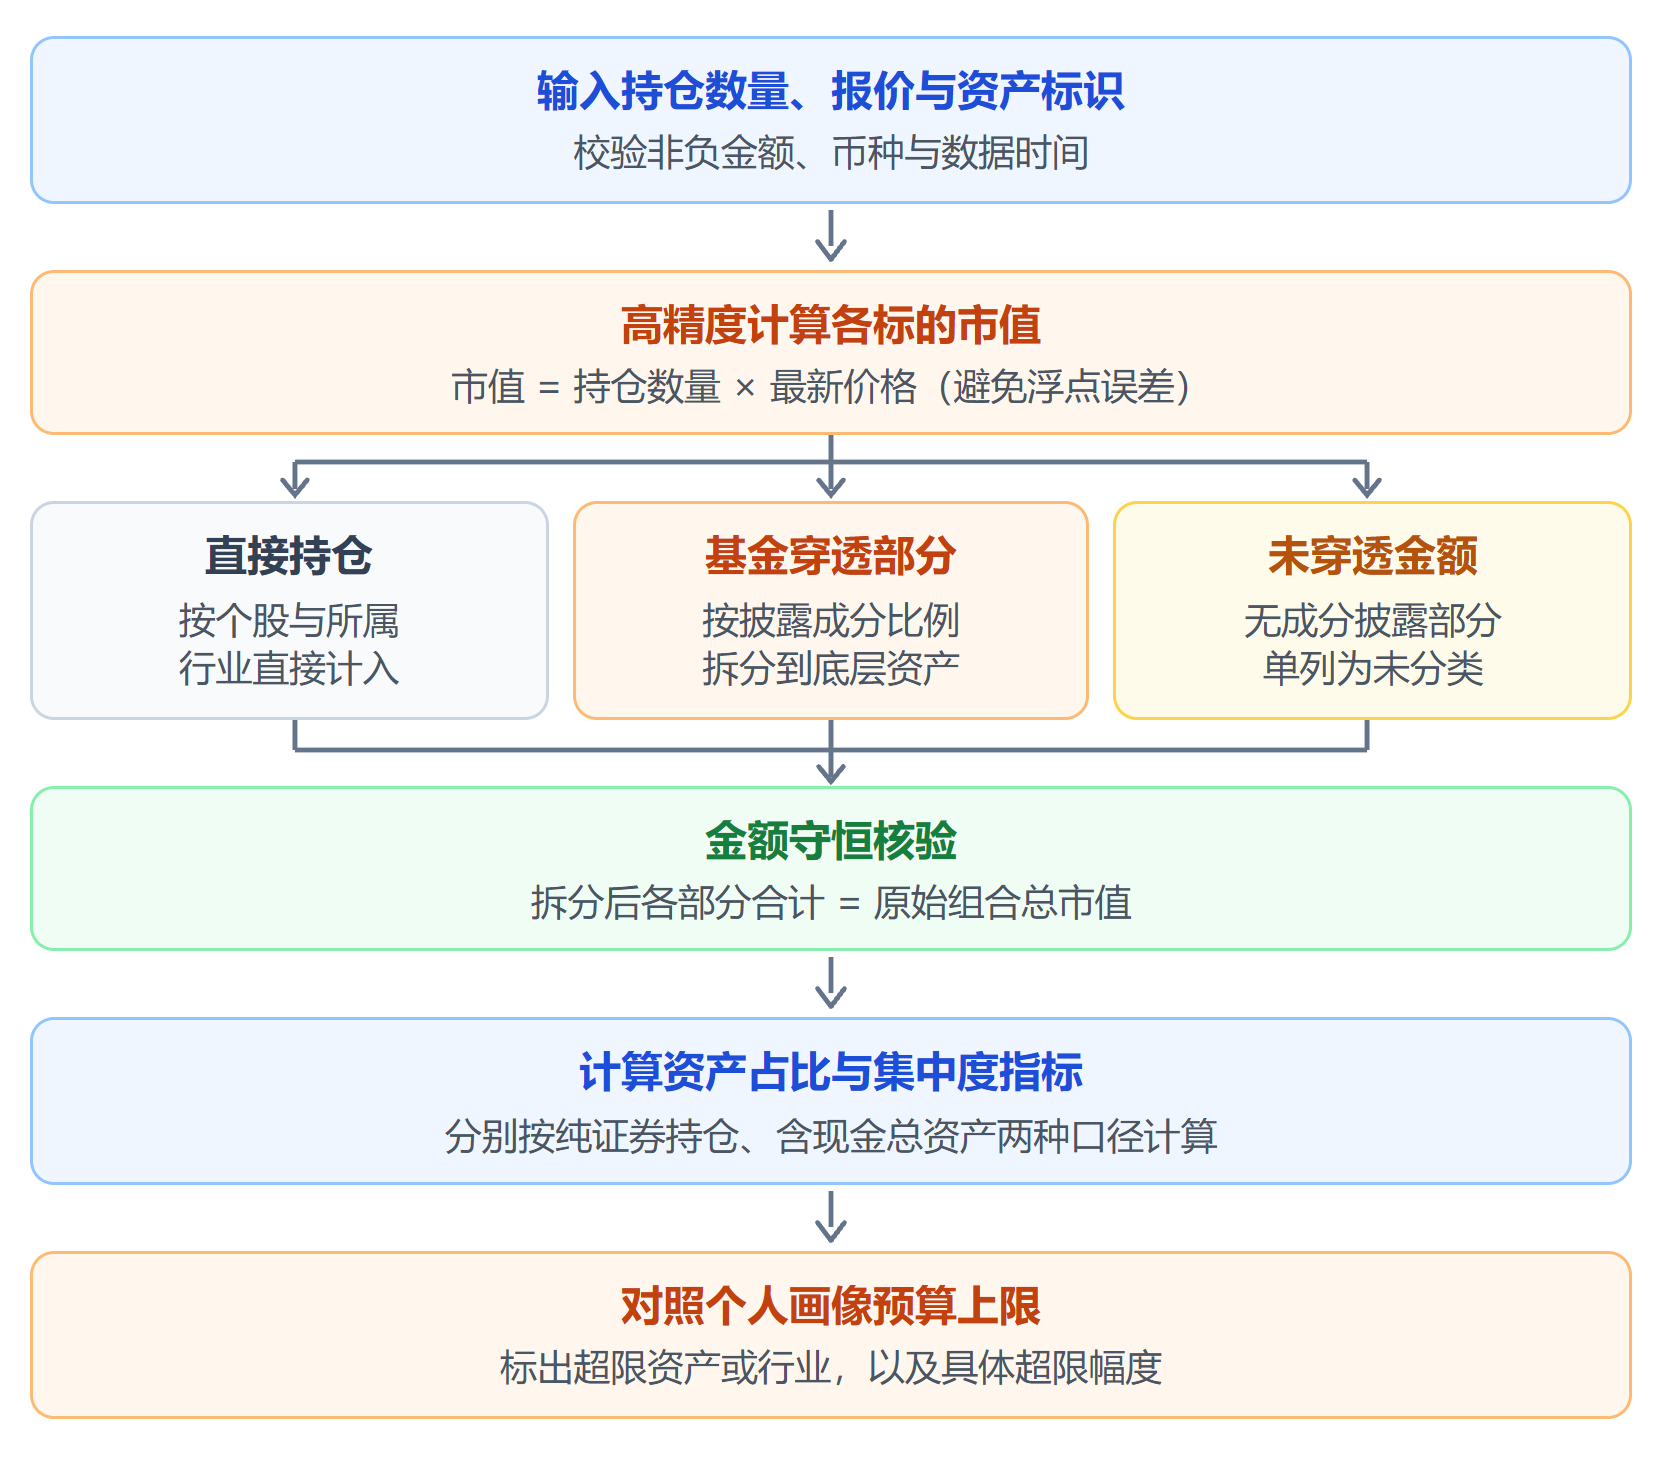 输入持仓数量、报价与资产标识
校验非负金额、币种与数据时间
高精度计算各标的市值
市值 = 持仓数量 × 最新价格（避免浮点误差）
直接持仓
按个股与所属
行业直接计入
基金穿透部分
按披露成分比例
拆分到底层资产
未穿透金额
无成分披露部分
单列为未分类
金额守恒核验
拆分后各部分合计 = 原始组合总市值
计算资产占比与集中度指标
分别按纯证券持仓、含现金总资产两种口径计算
对照个人画像预算上限
标出超限资产或行业，以及具体超限幅度